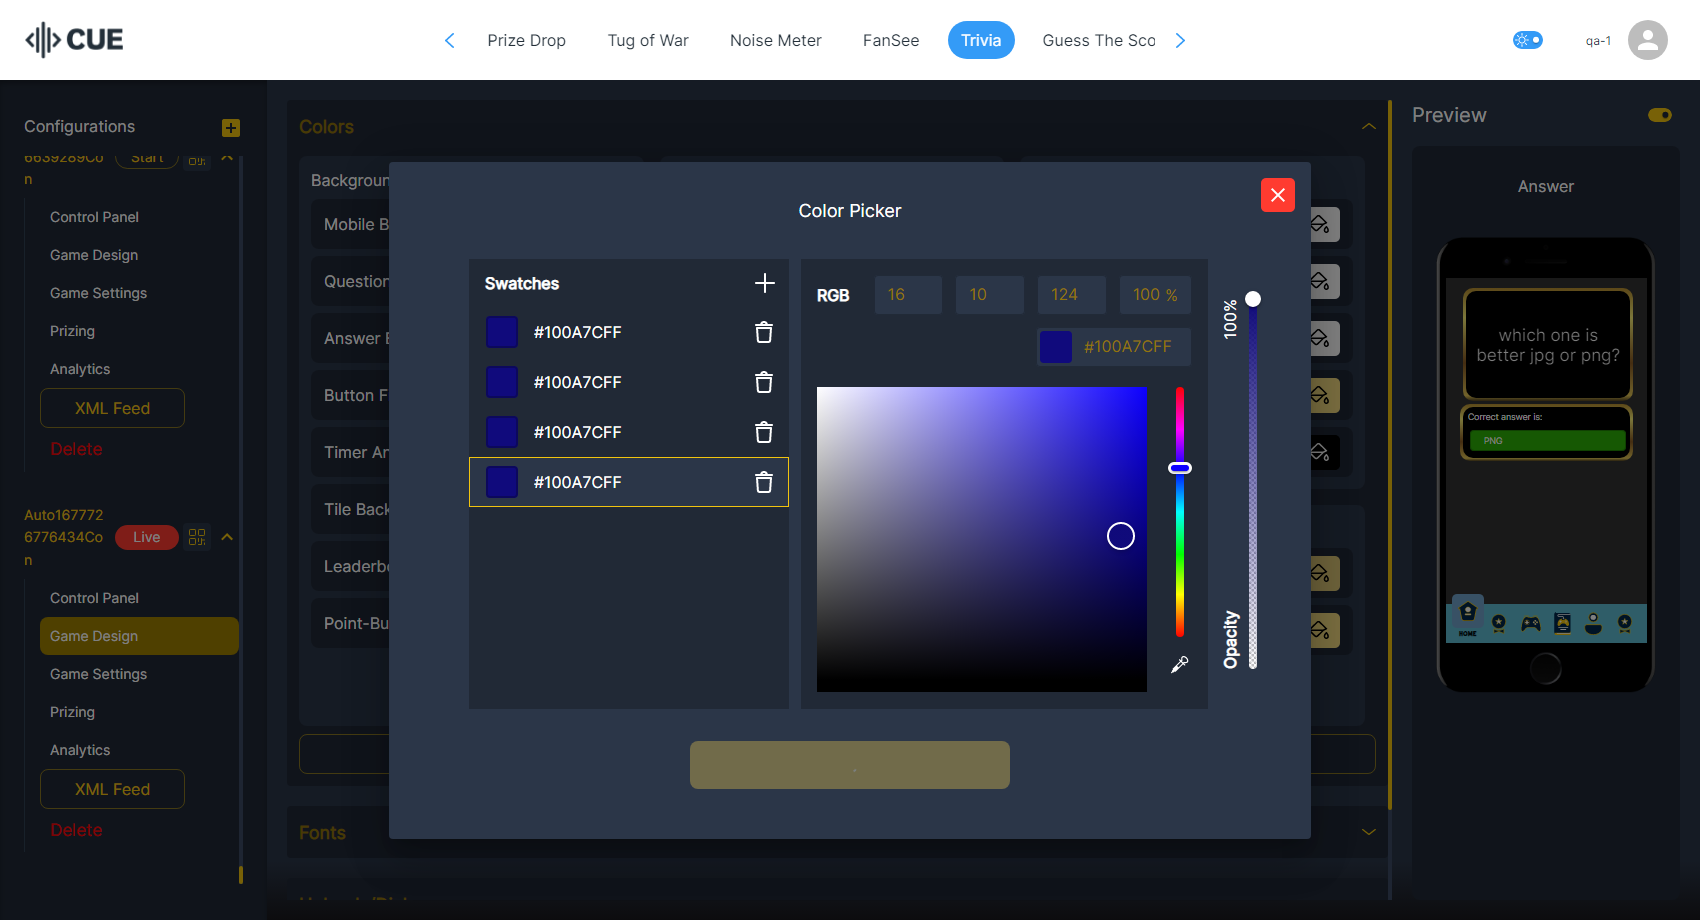 CUE
Prize Drop
Tug of War
Noise Meter
FanSee
Trivia
Guess The Sco
qa-1
Configurations
6639289Co
n
Start
Control Panel
Game Design
Game Settings
Prizing
Analytics
XML Feed
Delete
Auto167772
6776434Co
n
Live
Control Panel
Game Design
Game Settings
Prizing
Analytics
XML Feed
Delete
Colors
Backgroun
Mobile B
Question
Answer
Button F
Timer An
Tile Back
Leaderbo
Point-Bu
Fonts
Color Picker
Swatches
#100A7CFF
#100A7CFF
#100A7CFF
#100A7CFF
RGB
16
10
124
100 %
#100A7CFF
100%
Opacity
Preview
Answer
which one is
better jpg or png?
Correct answer is:
PNG
HOME